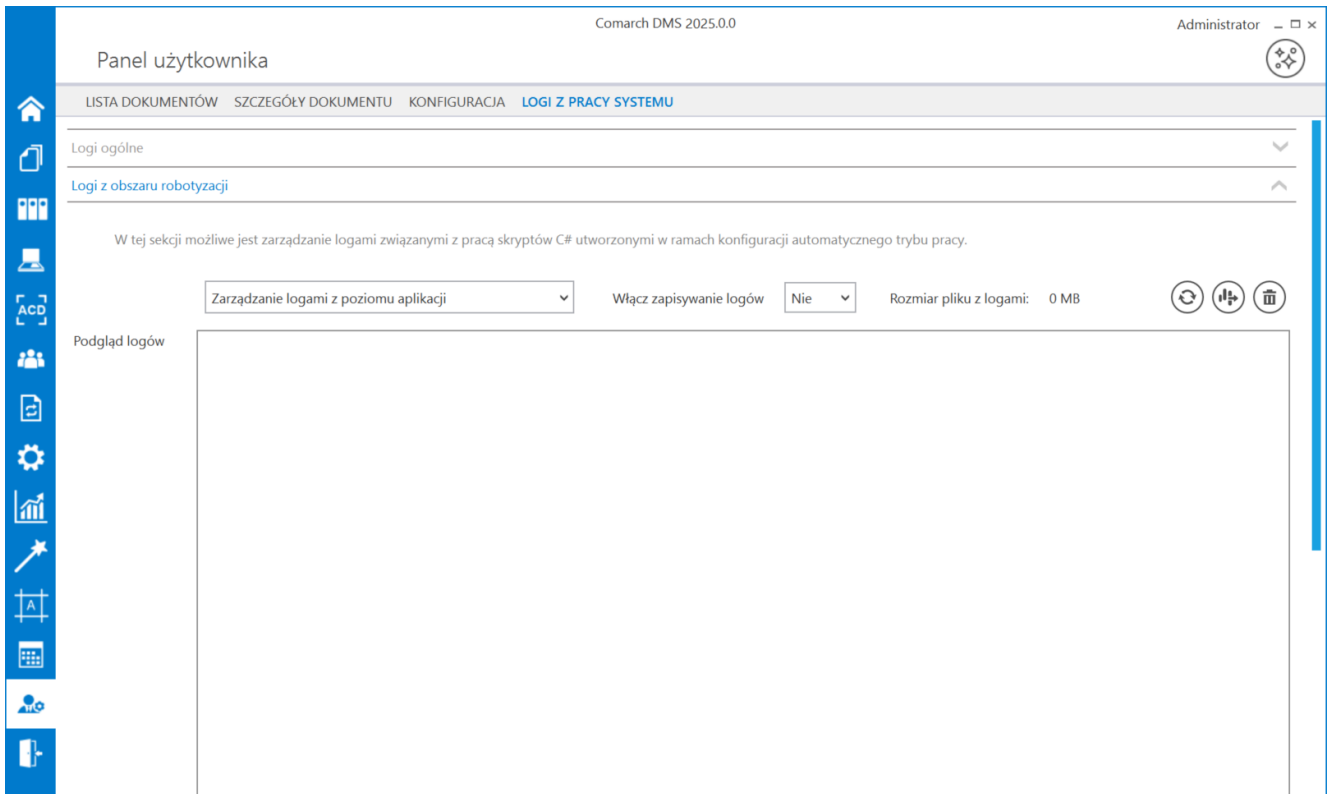 Comarch DMS 2025.0.0
Administrator
Panel użytkownika
LISTA DOKUMENTÓW SZCZEGÓŁY DOKUMENTU KONFIGURACJA LOGI Z PRACY SYSTEMU
Logi ogólne
Logi z obszaru robotyzacji
W tej sekcji możliwe jest zarządzanie logami związanymi z pracą skryptów C# utworzonymi w ramach konfiguracji automatycznego trybu pracy.
Zarządzanie logami z poziomu aplikacji Włącz zapisywanie logów Nie Rozmiar pliku z logami: 0 MB
Podgląd logów
ACD
A